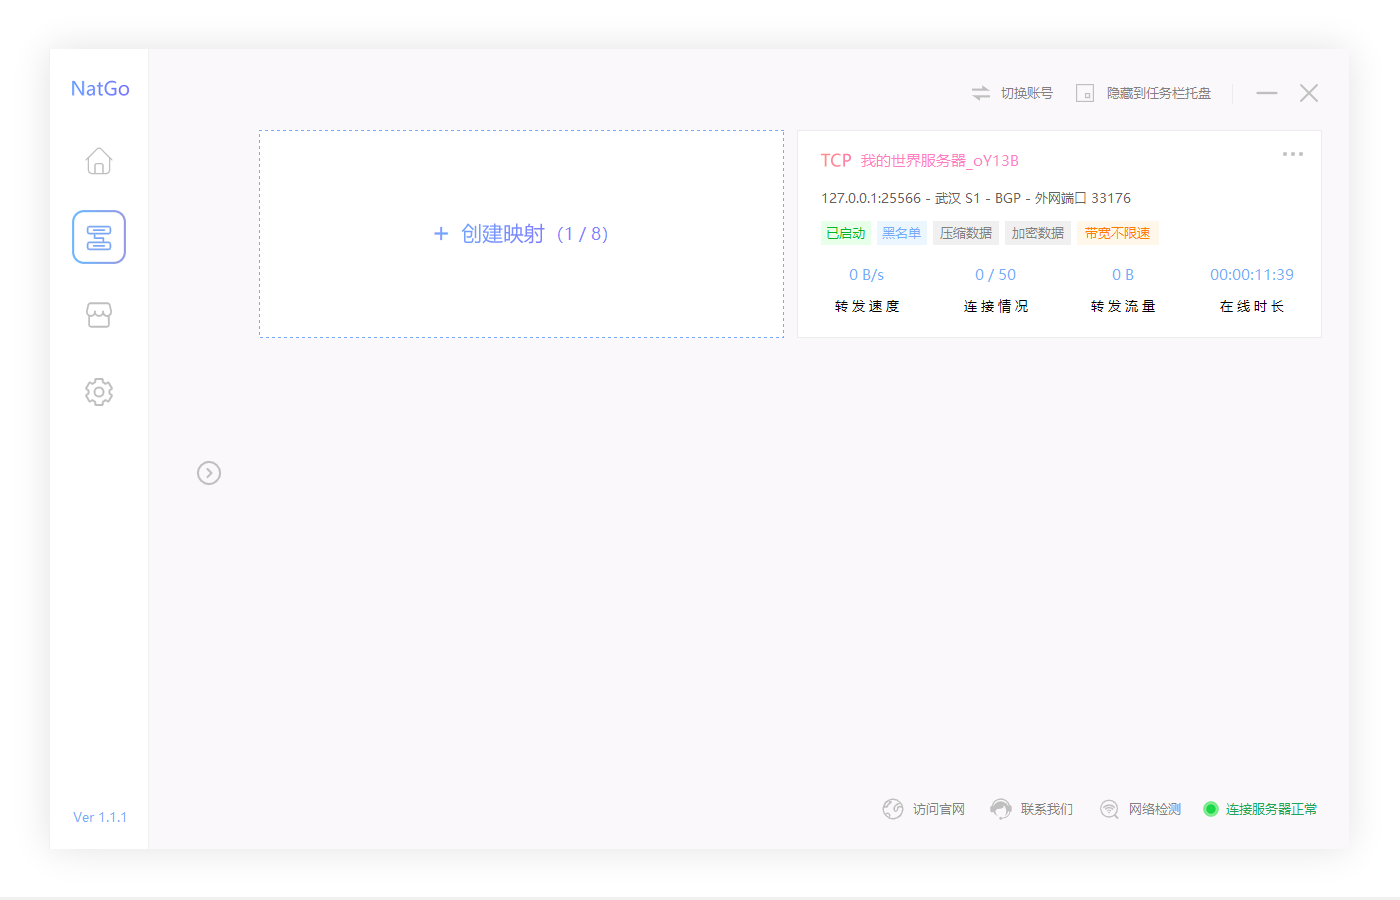 NatGo
切换账号
隐藏到任务栏托盘
+ 创建映射（1 / 8）
TCP 我的世界服务器_oY13B
127.0.0.1:25566 - 武汉 S1 - BGP - 外网端口 33176
已启动 黑名单 压缩数据 加密数据 带宽不限速
0 B/s 0 / 50 0 B 00:00:11:39
转发速度 连接情况 转发流量 在线时长
Ver 1.1.1
访问官网 联系我们 网络检测 连接服务器正常